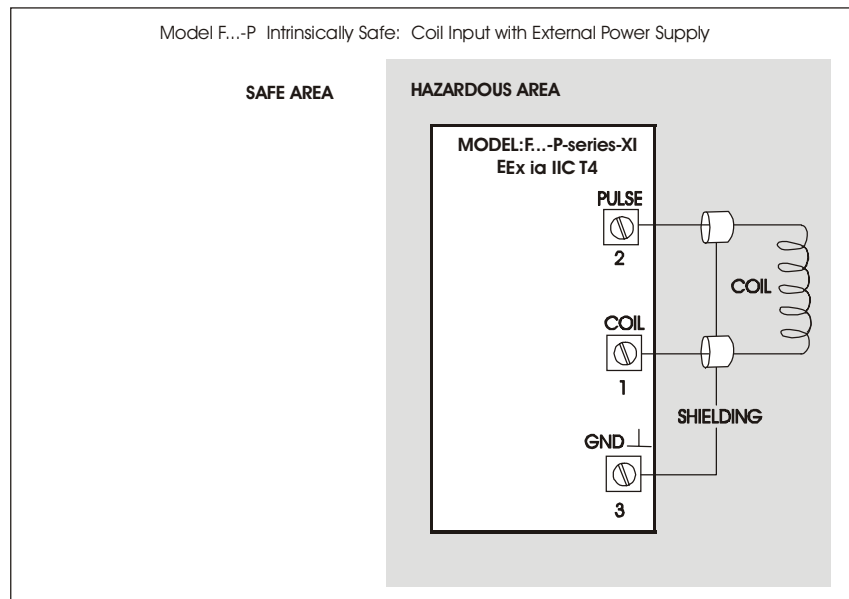 Model F...-P Intrinsically Safe: Coil Input with External Power Supply
SAFE AREA
HAZARDOUS AREA
MODEL:F...-P-series-XI
EEx ia IIC T4
PULSE
2
COIL
COIL
1
SHIELDING
GND
3